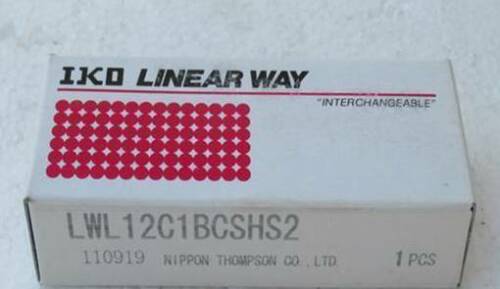 IKO LINEAR WAY
"INTERCHANGEABLE"
LWL12C1BCSHS2
110919 NIPPON THOMPSON CO.,LTD. 1 PCS